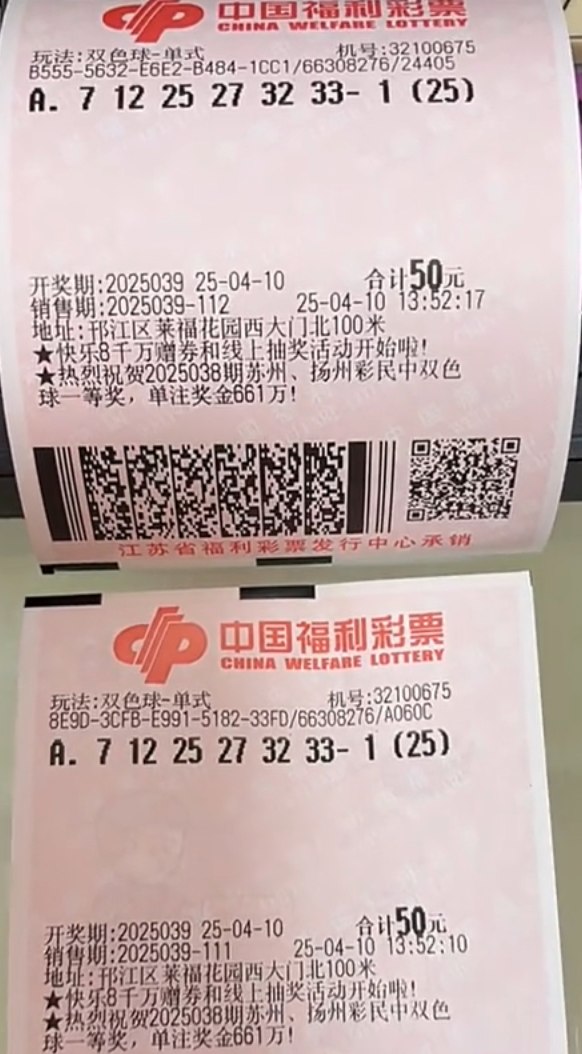 中国福利彩票
CHINA WELFARE LOTTERY
玩法:双色球-单式 机号:32100675
B555-5632-E6E2-B484-1CC1/66308276/24405
A. 7 12 25 27 32 33- 1 (25)
开奖期:2025039 25-04-10 合计50元
销售期:2025039-112 25-04-10 13:52:17
地址:邗江区莱福花园西大门北100米
★快乐8千万赠券和线上抽奖活动开始啦!
★热烈祝贺2025038期苏州、扬州彩民中双色
球一等奖，单注奖金661万!
江苏省福利彩票发行中心承销
中国福利彩票
CHINA WELFARE LOTTERY
玩法:双色球-单式 机号:32100675
8E9D-3CFB-E991-5182-33FD/66308276/A060C
A. 7 12 25 27 32 33- 1 (25)
开奖期:2025039 25-04-10 合计50元
销售期:2025039-111 25-04-10 13:52:10
地址:邗江区莱福花园西大门北100米
★快乐8千万赠券和线上抽奖活动开始啦!
★热烈祝贺2025038期苏州、扬州彩民中双色
球一等奖，单注奖金661万!